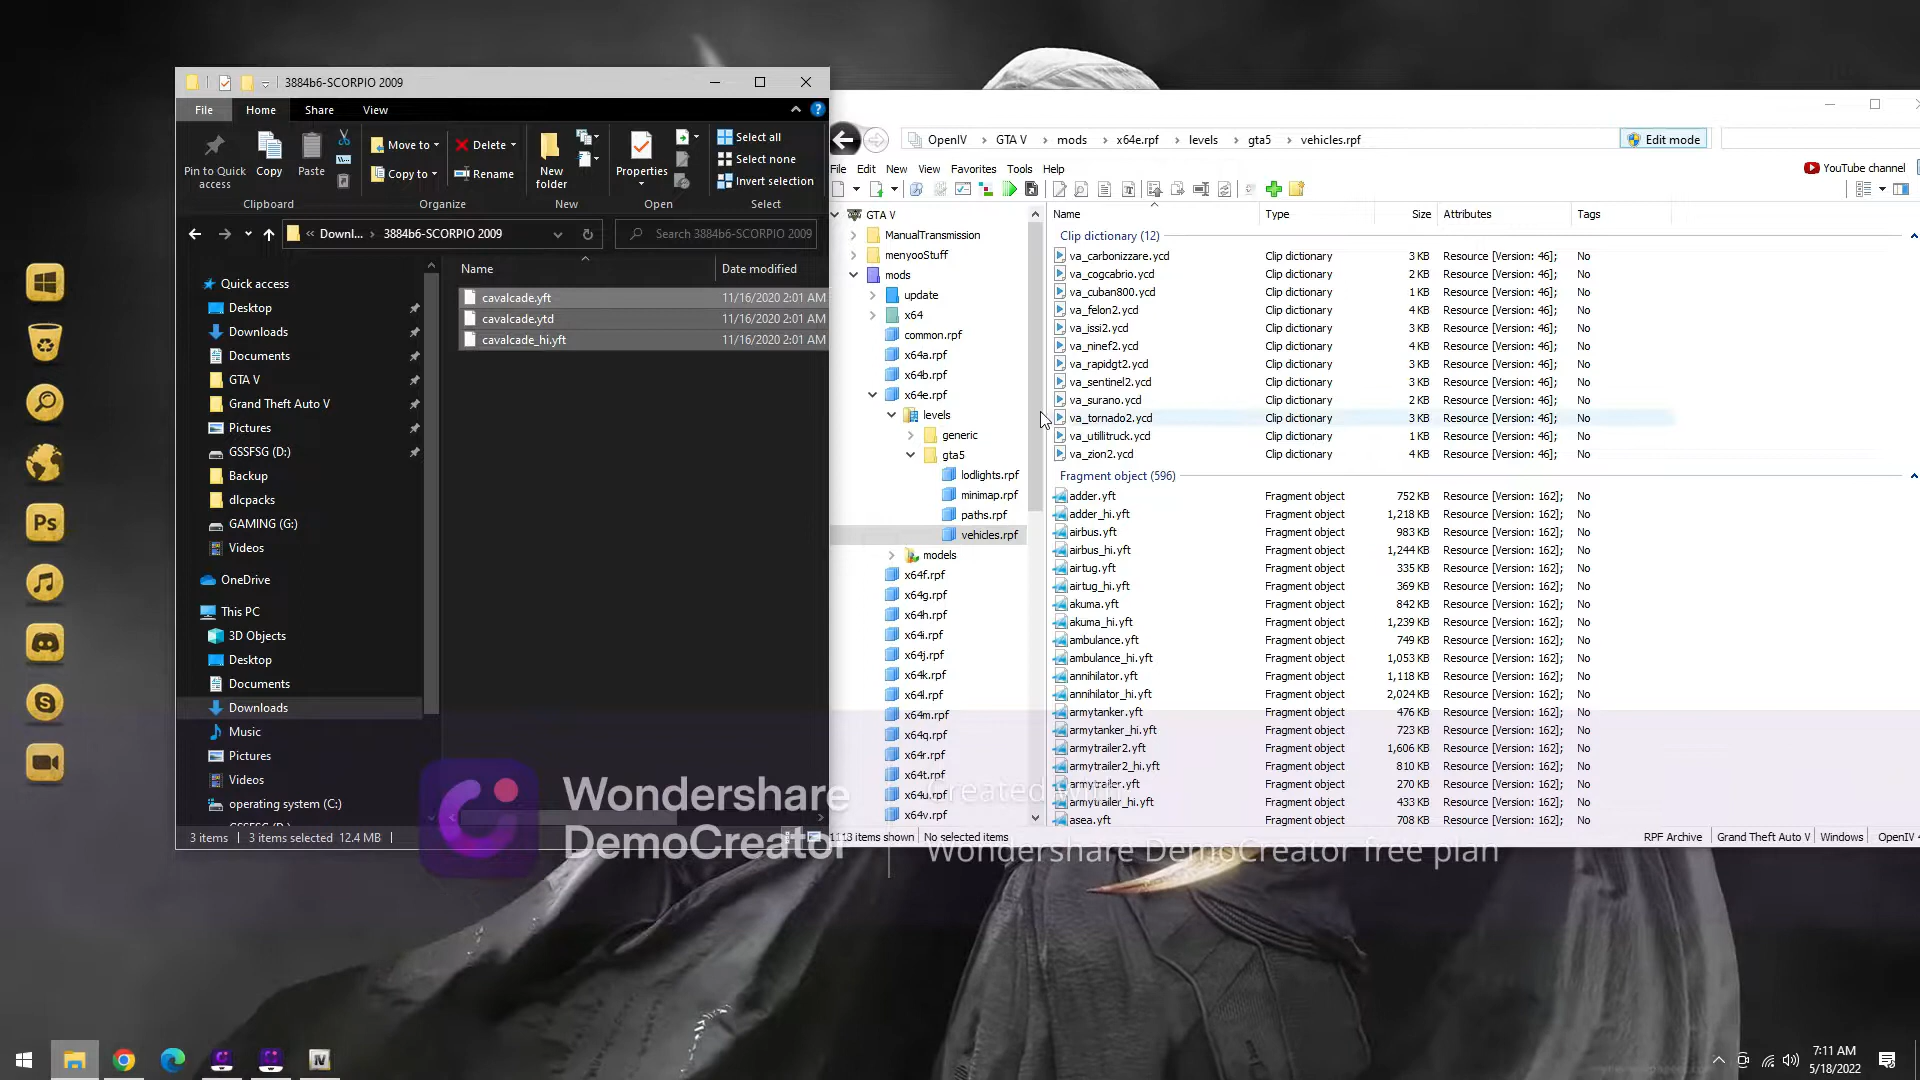 3884b6-SCORPIO 2009
File Home Share View
Pin to Quick access
Copy
Paste
Move to
Copy to
Delete
Rename
New folder
Properties
Select all
Select none
Invert selection
Clipboard Organize New Open Select
« Downl... > 3884b6-SCORPIO 2009
Search 3884b6-SCORPIO 2009
Name Date modified
cavalcade.yft 11/16/2020 2:01 AM
cavalcade.ytd 11/16/2020 2:01 AM
cavalcade_hi.yft 11/16/2020 2:01 AM
Quick access
Desktop
Downloads
Documents
GTA V
Grand Theft Auto V
Pictures
GSSFSG (D:)
Backup
dlcpacks
GAMING (G:)
Videos
OneDrive
This PC
3D Objects
Desktop
Documents
Downloads
Music
Pictures
Videos
operating system (C:)
3 items 3 items selected 12.4 MB
OpenIV GTA V mods x64e.rpf levels gta5 vehicles.rpf
Edit mode
File Edit New View Favorites Tools Help
YouTube channel
GTA V
ManualTransmission
menyooStuff
mods
update
x64
common.rpf
x64a.rpf
x64b.rpf
x64e.rpf
levels
generic
gta5
lodlights.rpf
minimap.rpf
paths.rpf
vehicles.rpf
models
x64f.rpf
x64g.rpf
x64h.rpf
x64i.rpf
x64j.rpf
x64k.rpf
x64l.rpf
x64m.rpf
x64q.rpf
x64r.rpf
x64t.rpf
x64u.rpf
x64v.rpf
Name Type Size Attributes Tags
Clip dictionary (12)
va_carbonizzare.ycd Clip dictionary 3 KB Resource [Version: 46]; No
va_cogcabrio.ycd Clip dictionary 2 KB Resource [Version: 46]; No
va_cuban800.ycd Clip dictionary 1 KB Resource [Version: 46]; No
va_felon2.ycd Clip dictionary 4 KB Resource [Version: 46]; No
va_issi2.ycd Clip dictionary 3 KB Resource [Version: 46]; No
va_ninef2.ycd Clip dictionary 4 KB Resource [Version: 46]; No
va_rapidgt2.ycd Clip dictionary 3 KB Resource [Version: 46]; No
va_sentinel2.ycd Clip dictionary 3 KB Resource [Version: 46]; No
va_surano.ycd Clip dictionary 2 KB Resource [Version: 46]; No
va_tornado2.ycd Clip dictionary 3 KB Resource [Version: 46]; No
va_utillitruck.ycd Clip dictionary 1 KB Resource [Version: 46]; No
va_zion2.ycd Clip dictionary 4 KB Resource [Version: 46]; No
Fragment object (596)
adder.yft Fragment object 752 KB Resource [Version: 162]; No
adder_hi.yft Fragment object 1,218 KB Resource [Version: 162]; No
airbus.yft Fragment object 983 KB Resource [Version: 162]; No
airbus_hi.yft Fragment object 1,244 KB Resource [Version: 162]; No
airtug.yft Fragment object 335 KB Resource [Version: 162]; No
airtug_hi.yft Fragment object 369 KB Resource [Version: 162]; No
akuma.yft Fragment object 842 KB Resource [Version: 162]; No
akuma_hi.yft Fragment object 1,239 KB Resource [Version: 162]; No
ambulance.yft Fragment object 749 KB Resource [Version: 162]; No
ambulance_hi.yft Fragment object 1,053 KB Resource [Version: 162]; No
annihilator.yft Fragment object 1,118 KB Resource [Version: 162]; No
annihilator_hi.yft Fragment object 2,024 KB Resource [Version: 162]; No
armytanker.yft Fragment object 476 KB Resource [Version: 162]; No
armytanker_hi.yft Fragment object 723 KB Resource [Version: 162]; No
armytrailer2.yft Fragment object 1,606 KB Resource [Version: 162]; No
armytrailer2_hi.yft Fragment object 810 KB Resource [Version: 162]; No
armytrailer.yft Fragment object 270 KB Resource [Version: 162]; No
armytrailer_hi.yft Fragment object 433 KB Resource [Version: 162]; No
asea.yft Fragment object 708 KB Resource [Version: 162]; No
1113 items shown No selected items
RPF Archive Grand Theft Auto V Windows OpenIV
Wondershare
DemoCreator
Created with
Wondershare DemoCreator free plan
Ps
IV
7:11 AM
5/18/2022